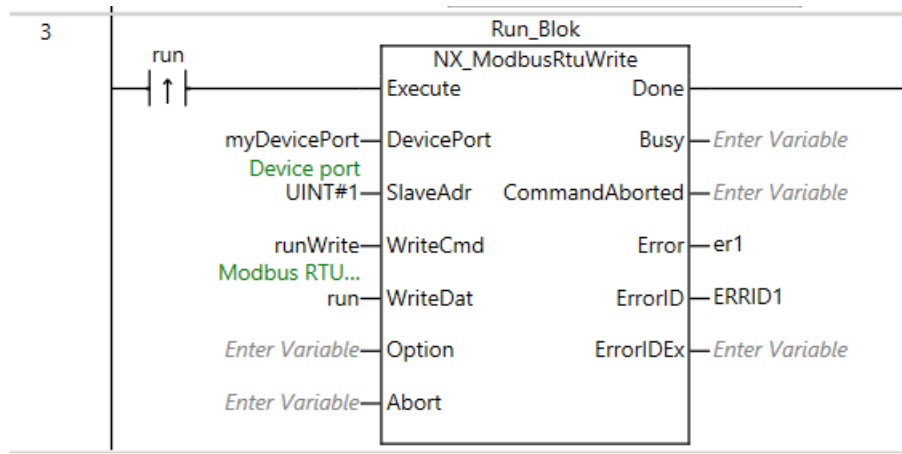 3
Run_Blok
run
NX_ModbusRtuWrite
Execute Done
myDevicePort DevicePort Busy Enter Variable
Device port
UINT#1 SlaveAdr CommandAborted Enter Variable
runWrite WriteCmd Error er1
Modbus RTU...
run WriteDat ErrorID ERRID1
Enter Variable Option ErrorIDEx Enter Variable
Enter Variable Abort